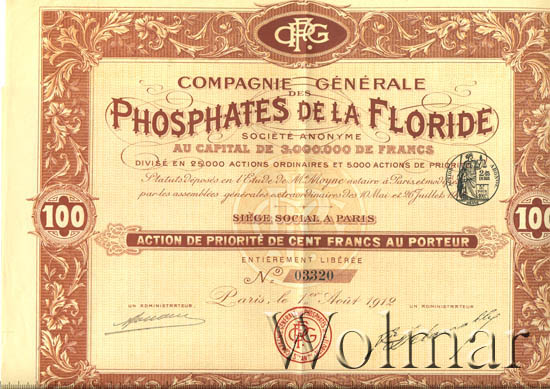 COMPAGNIE GÉNÉRALE
DES
PHOSPHATES DE LA FLORIDE
SOCIÉTÉ ANONYME
AU CAPITAL DE 3.000.000 DE FRANCS
DIVISÉ EN 25.000 ACTIONS ORDINAIRES ET 5.000 ACTIONS DE PRIORITÉ
Statuts déposés en l'Etude de Me Moyne notaire à Paris, et
par les assemblées générales extraordinaires des 10 Mai et 26 Juillet
SIÈGE SOCIAL A PARIS
100
100
ACTION DE PRIORITÉ DE CENT FRANCS AU PORTEUR
ENTIÈREMENT LIBÉRÉE
No. 03320
Paris, le 1er Août 1912
UN ADMINISTRATEUR,
UN ADMINISTRATEUR,
Wolmar